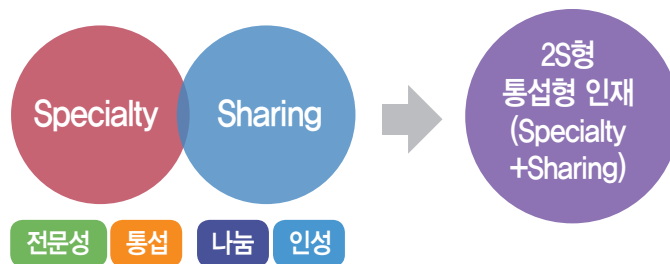 Specialty
Sharing
2S형
통섭형 인재
(Specialty
+Sharing)
전문성
통섭
나눔
인성